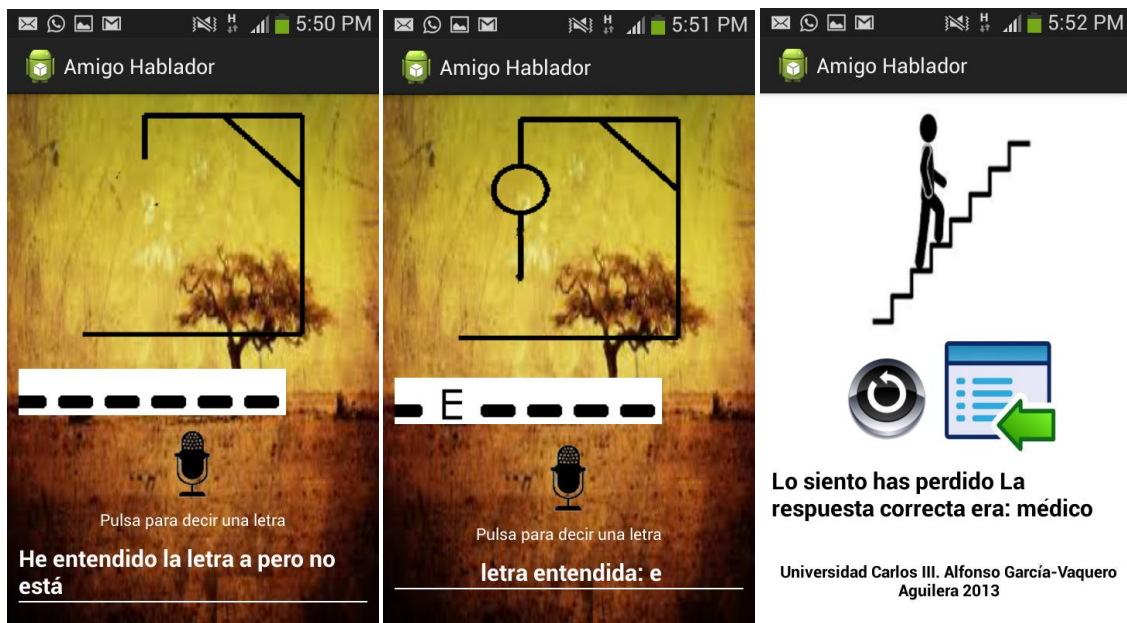 H 5:50 PM
Amigo Hablador
Pulsa para decir una letra
He entendido la letra a pero no
está
H 5:51 PM
Amigo Hablador
E
Pulsa para decir una letra
letra entendida: e
H 5:52 PM
Amigo Hablador
Lo siento has perdido La
respuesta correcta era: médico
Universidad Carlos III. Alfonso García-Vaquero
Aguilera 2013